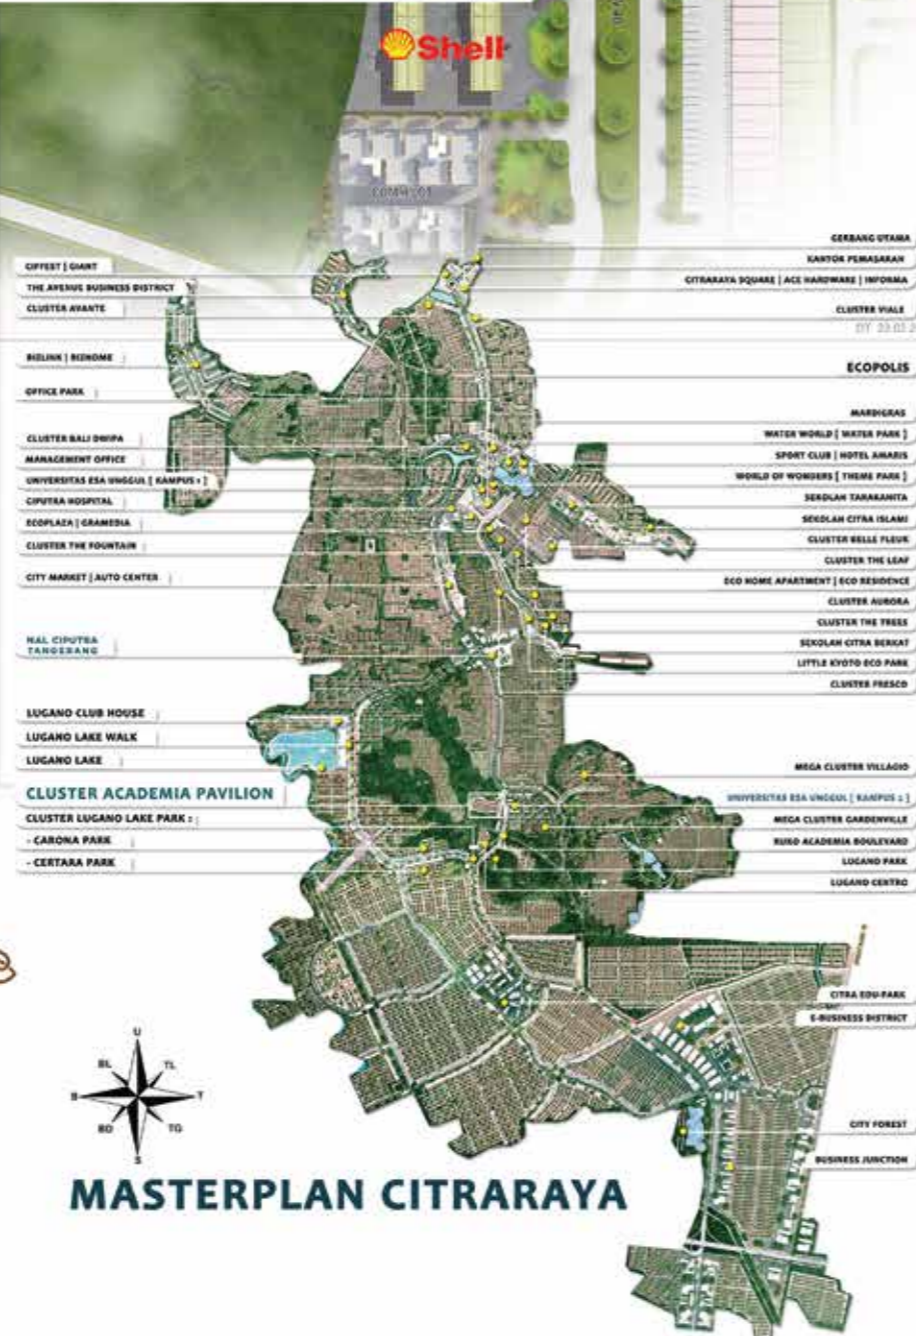 Shell
GERBANG UTAMA
KANTOR PEMASARAN
CITRARAYA SQUARE | ACE HARDWARE | INFORMA
CLUSTER VIALE
ECOPOLIS
MARDIGRAS
WATER WORLD [ WATER PARK ]
SPORT CLUB | HOTEL AMARIS
WORLD OF WONDERS [ THEME PARK ]
SEKOLAH TARAKANITA
SEKOLAH CITRA ISLAMI
CLUSTER BELLE FLEUR
CLUSTER THE LEAF
ECO HOME APARTMENT | ECO RESIDENCE
CLUSTER AURORA
CLUSTER THE TREES
SEKOLAH CITRA BERKAT
LITTLE KYOTO ECO PARK
CLUSTER FRESCO
MEGA CLUSTER VILLAGIO
UNIVERSITAS ESA UNGGUL [ KAMPUS 2 ]
MEGA CLUSTER GARDENVILLE
RUKO ACADEMIA BOULEVARD
LUGANO PARK
LUGANO CENTRO
CITRA EDU-PARK
E-BUSINESS DISTRICT
CITY FOREST
BUSINESS JUNCTION
CIFFEST | GIANT
THE AVENUE BUSINESS DISTRICT
CLUSTER AVANTE
BIZLINK | BIZHOME
OFFICE PARK
CLUSTER BALI DWIPA
MANAGEMENT OFFICE
UNIVERSITAS ESA UNGGUL [ KAMPUS 1 ]
CIPUTRA HOSPITAL
ECOPLAZA | GRAMEDIA
CLUSTER THE FOUNTAIN
CITY MARKET | AUTO CENTER
MAL CIPUTRA
TANGERANG
LUGANO CLUB HOUSE
LUGANO LAKE WALK
LUGANO LAKE
CLUSTER ACADEMIA PAVILION
CLUSTER LUGANO LAKE PARK :
- CARONA PARK
- CERTARA PARK
U
BL
TL
B
T
BD
TG
S
MASTERPLAN CITRARAYA